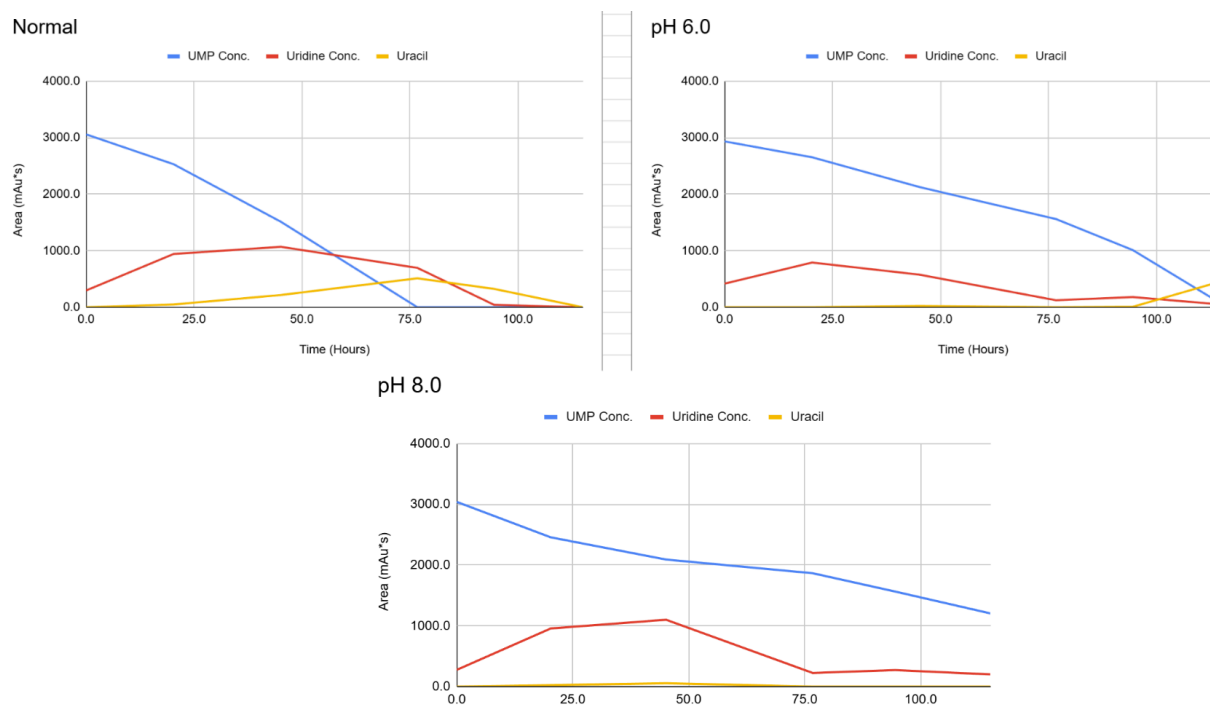 Normal
UMP Conc. Uridine Conc. Uracil
4000.0
3000.0
2000.0
1000.0
0.0
Area (mAu*s)
0.0 25.0 50.0 75.0 100.0
Time (Hours)
pH 6.0
UMP Conc. Uridine Conc. Uracil
4000.0
3000.0
2000.0
1000.0
0.0
Area (mAu*s)
0.0 25.0 50.0 75.0 100.0
Time (Hours)
pH 8.0
UMP Conc. Uridine Conc. Uracil
4000.0
3000.0
2000.0
1000.0
0.0
Area (mAu*s)
0.0 25.0 50.0 75.0 100.0